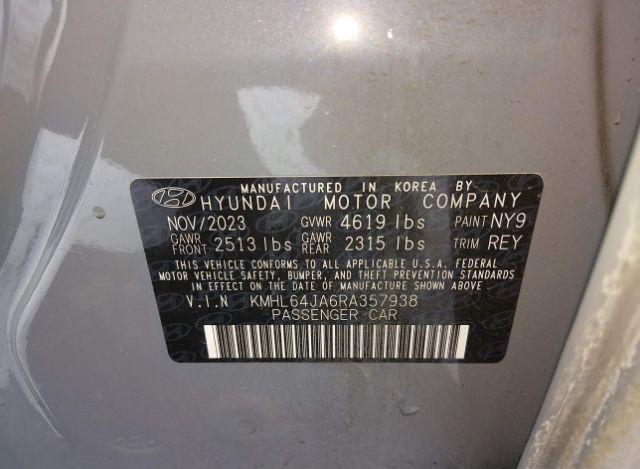 MANUFACTURED IN KOREA BY
HYUNDAI MOTOR COMPANY
NOV/2023 GVWR 4619 lbs PAINT NY9
GAWR FRONT 2513 lbs GAWR REAR 2315 lbs TRIM REY
THIS VEHICLE CONFORMS TO ALL APPLICABLE U.S.A. FEDERAL
MOTOR VEHICLE SAFETY, BUMPER, AND THEFT PREVENTION STANDARDS
IN EFFECT ON THE DATE OF MANUFACTURE SHOWN ABOVE.
V.I.N KMHL64JA6RA357938
PASSENGER CAR